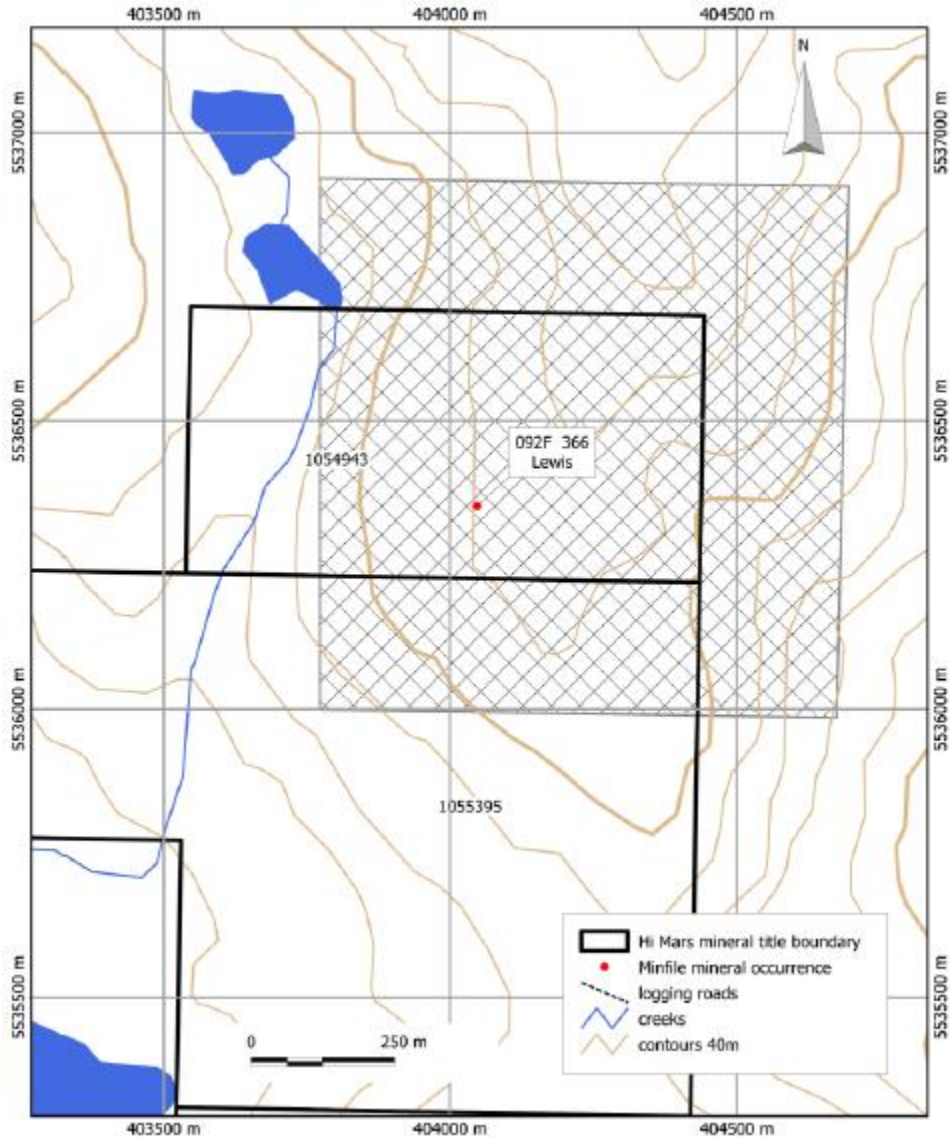 403500 m
404000 m
404500 m
N
5537000 m
5537000 m
5536500 m
5536500 m
092F 366
Lewis
1054943
5536000 m
5536000 m
1055395
Hi Mars mineral title boundary
Minfile mineral occurrence
logging roads
creeks
contours 40m
5535500 m
5535500 m
0
250 m
403500 m
404000 m
404500 m